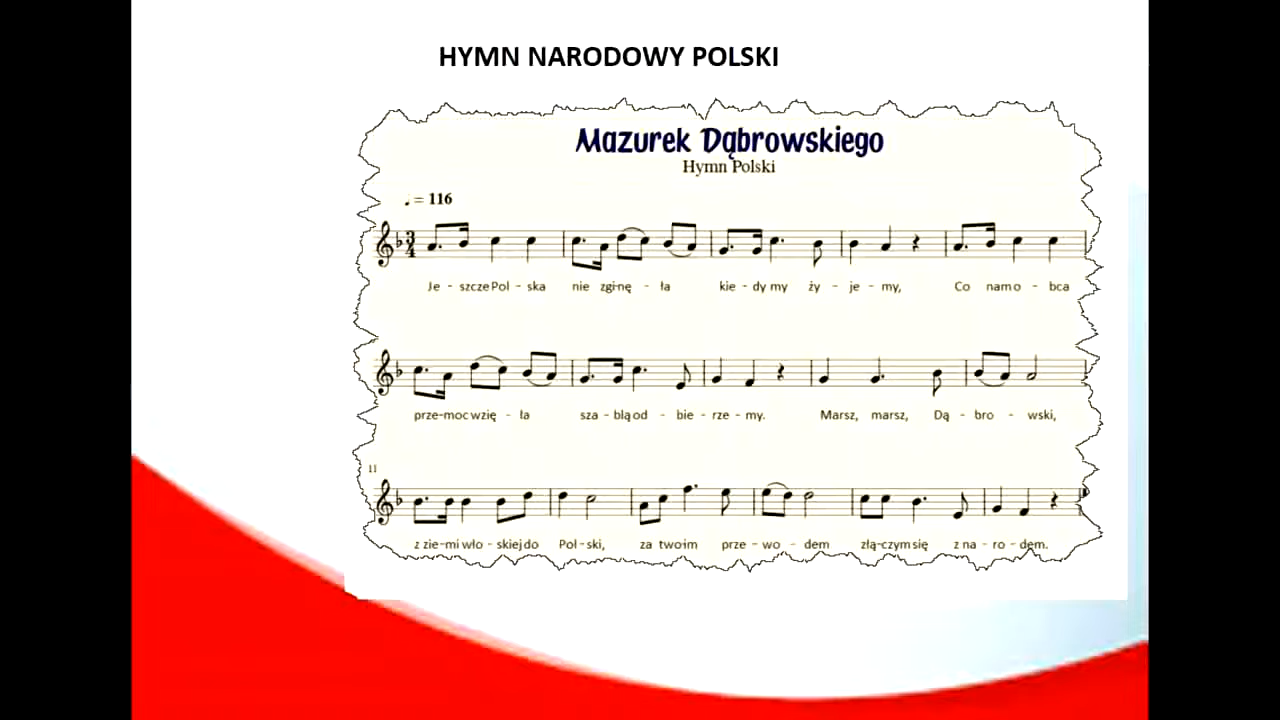 HYMN NARODOWY POLSKI
Mazurek Dąbrowskiego
Hymn Polski
♩ = 116
3
4
Je - szcze Pol - ska nie zginę - ła kie - dy my ży - je - my, Co nam o - bca
prze-moc wzię - ła sza - blą od - bie - rze - my. Marsz, marsz, Dą - bro - wski,
11
z zie-mi wło - skiej do Pol - ski, za twoim prze - wo - dem złą-czym się z na - ro - dem.